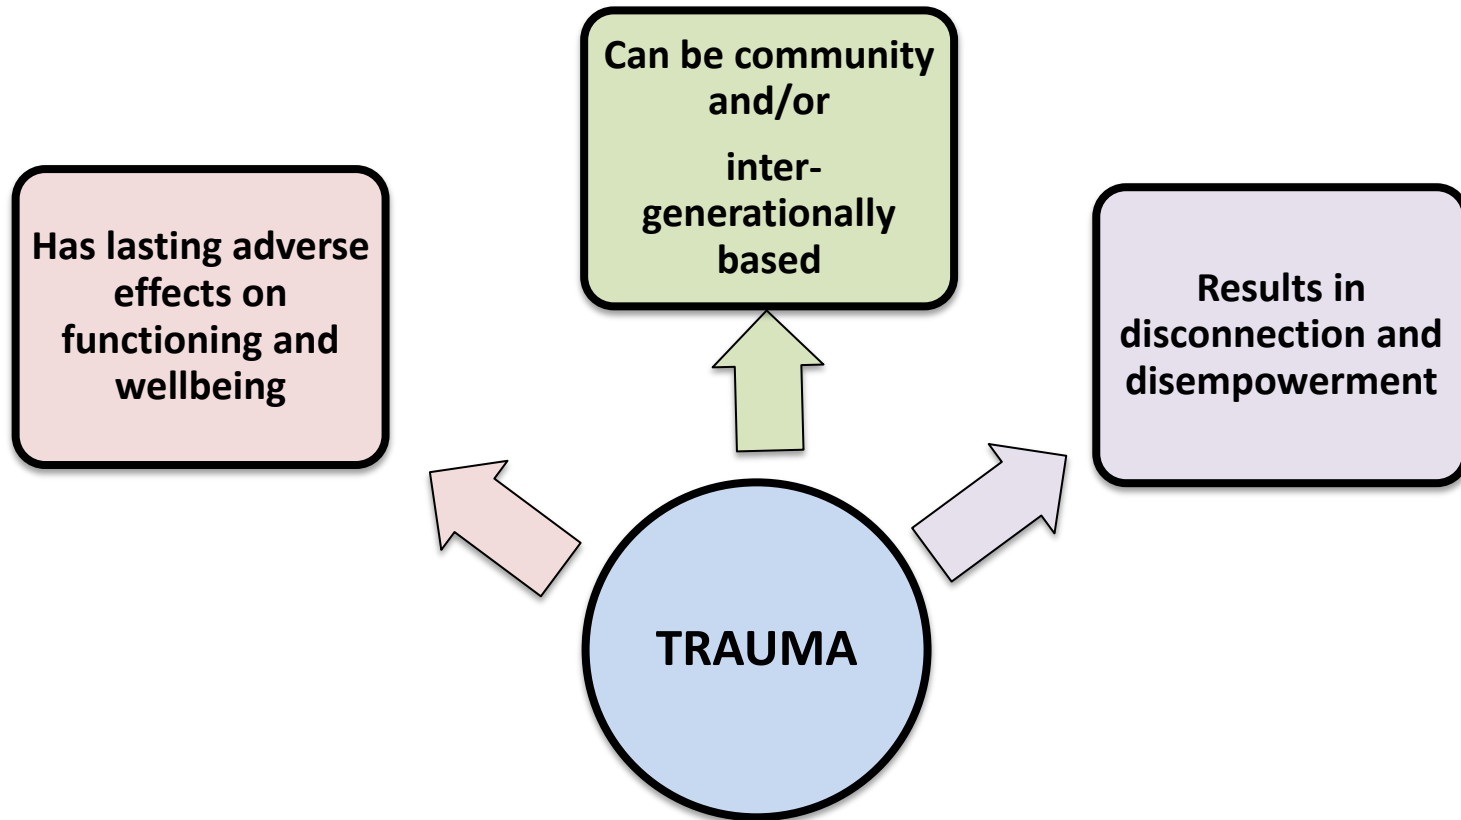 Can be community
and/or
inter-
generationally
based
Has lasting adverse
effects on
functioning and
wellbeing
Results in
disconnection and
disempowerment
TRAUMA